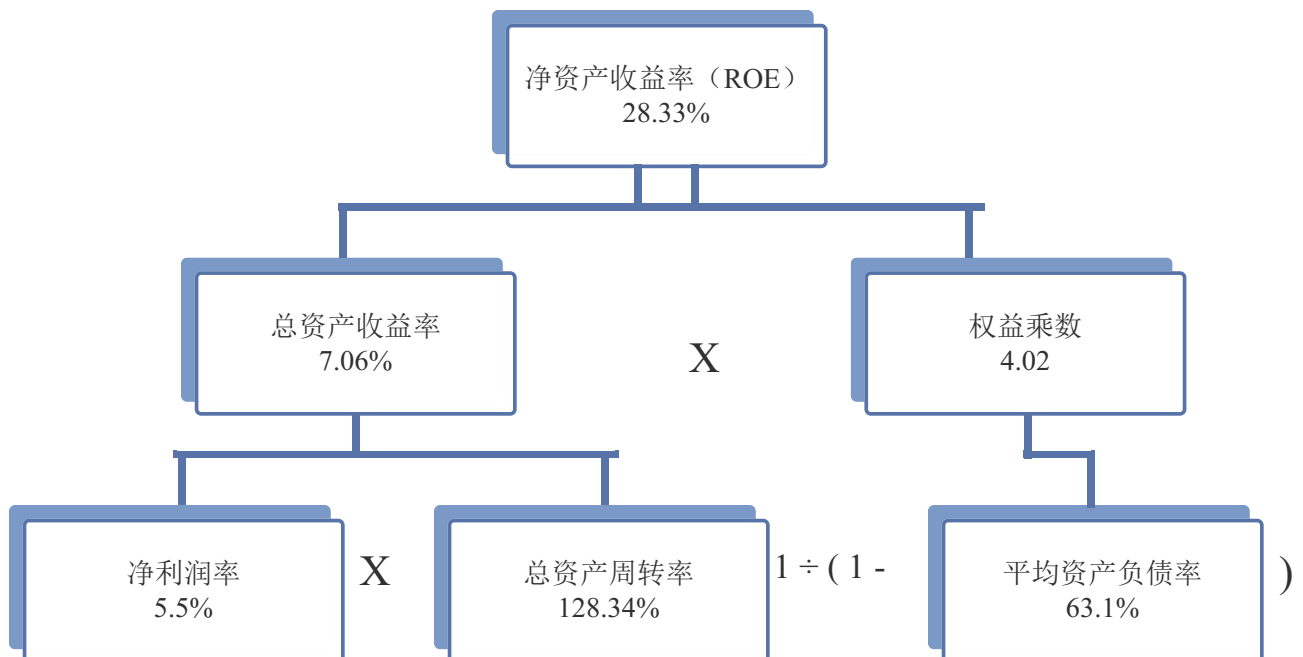 净资产收益率（ROE）
28.33%
总资产收益率
7.06%
X
权益乘数
4.02
净利润率
5.5%
X
总资产周转率
128.34%
1 ÷ ( 1 -
平均资产负债率
63.1%
)